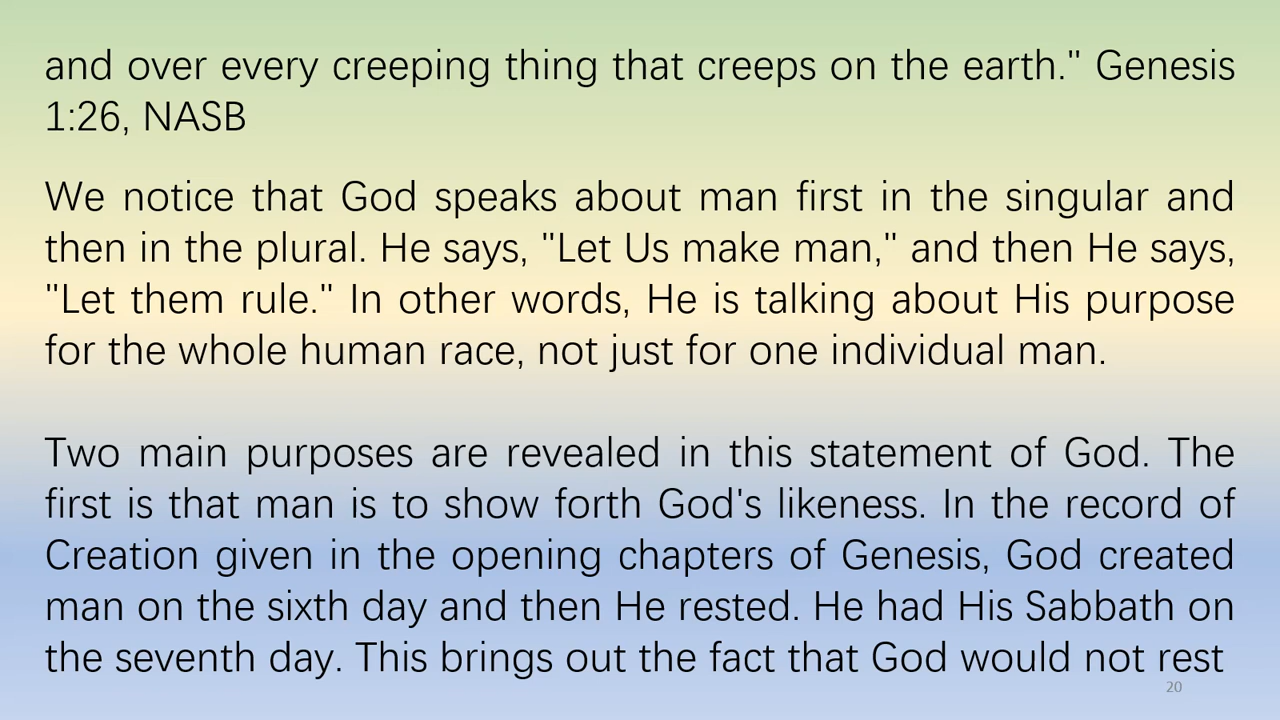 and over every creeping thing that creeps on the earth." Genesis
1:26, NASB
We notice that God speaks about man first in the singular and
then in the plural. He says, "Let Us make man," and then He says,
"Let them rule." In other words, He is talking about His purpose
for the whole human race, not just for one individual man.
Two main purposes are revealed in this statement of God. The
first is that man is to show forth God's likeness. In the record of
Creation given in the opening chapters of Genesis, God created
man on the sixth day and then He rested. He had His Sabbath on
the seventh day. This brings out the fact that God would not rest
20